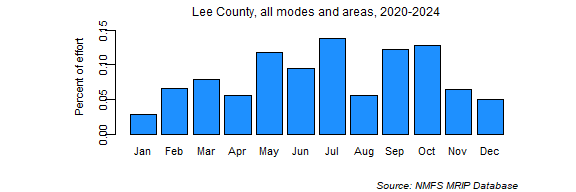 Lee County, all modes and areas, 2020-2024
Percent of effort
0.15
0.10
0.05
0.00
Jan Feb Mar Apr May Jun Jul Aug Sep Oct Nov Dec
Source: NMFS MRIP Database